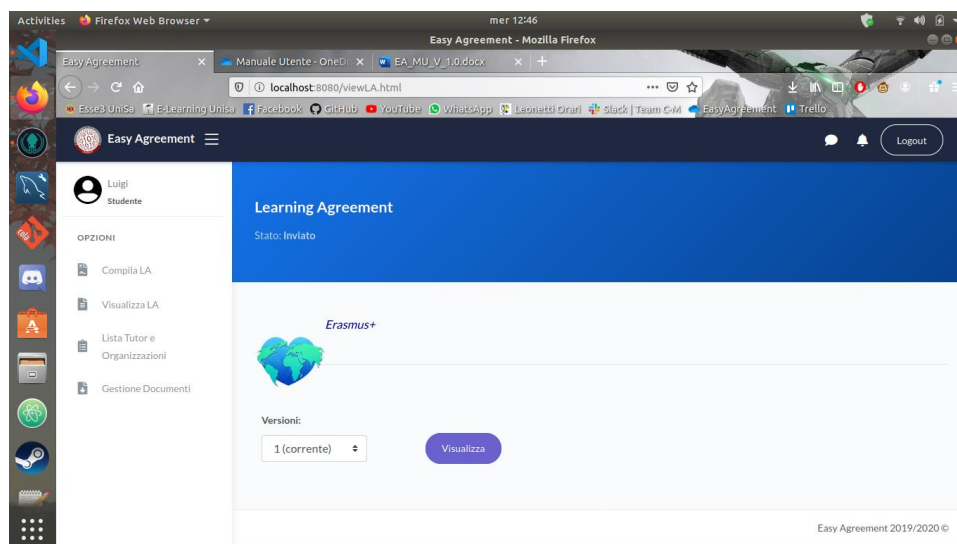 Activities Firefox Web Browser mer 12:46
Easy Agreement - Mozilla Firefox
Easy Agreement Manuale Utente - OneDr EA_MU_V_1.0.docx
localhost:8080/viewLA.html
Esse3 UniSa E-Learning Unisa Facebook GitHub YouTube WhatsApp Leonetti Orari Slack | Team C-M EasyAgreement Trello
Easy Agreement Logout
Luigi
Studente
OPZIONI
Compila LA
Visualizza LA
Lista Tutor e
Organizzazioni
Gestione Documenti
Learning Agreement
Stato: Inviato
Erasmus+
Versioni:
1 (corrente) Visualizza
Easy Agreement 2019/2020 ©